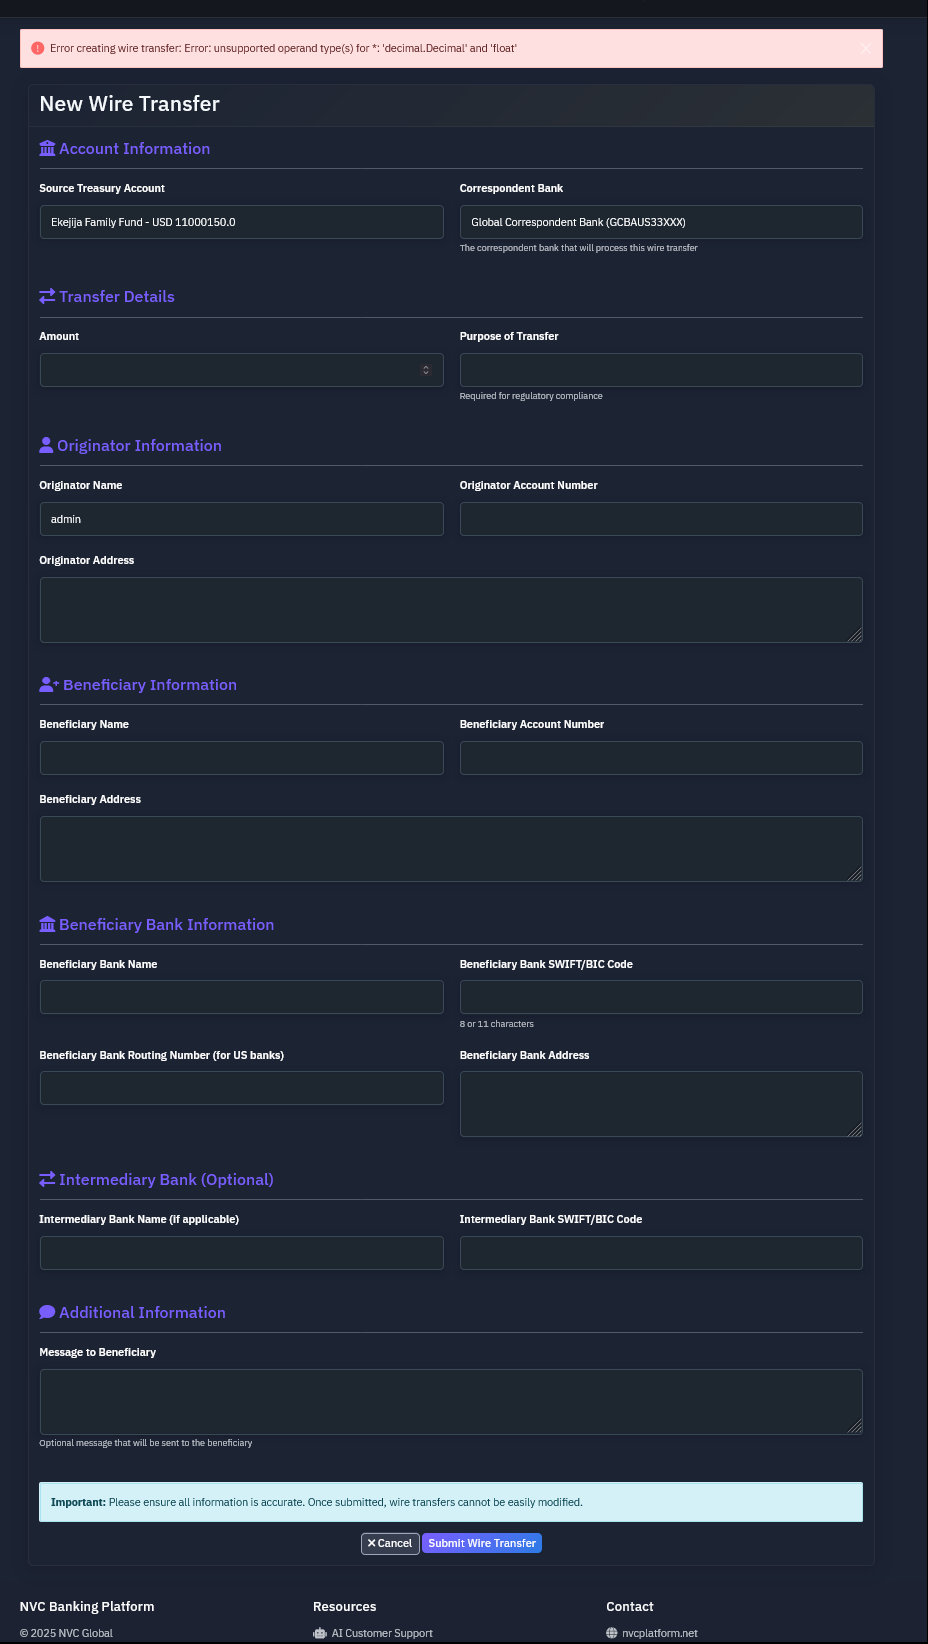 Error creating wire transfer: Error: unsupported operand type(s) for *: 'decimal.Decimal' and 'float'
New Wire Transfer
Account Information
Source Treasury Account
Correspondent Bank
Ekejija Family Fund - USD 11000150.0
Global Correspondent Bank (GCBAUS33XXX)
The correspondent bank that will process this wire transfer
Transfer Details
Amount
Purpose of Transfer
Required for regulatory compliance
Originator Information
Originator Name
Originator Account Number
admin
Originator Address
Beneficiary Information
Beneficiary Name
Beneficiary Account Number
Beneficiary Address
Beneficiary Bank Information
Beneficiary Bank Name
Beneficiary Bank SWIFT/BIC Code
8 or 11 characters
Beneficiary Bank Routing Number (for US banks)
Beneficiary Bank Address
Intermediary Bank (Optional)
Intermediary Bank Name (if applicable)
Intermediary Bank SWIFT/BIC Code
Additional Information
Message to Beneficiary
Optional message that will be sent to the beneficiary
Important: Please ensure all information is accurate. Once submitted, wire transfers cannot be easily modified.
Cancel
Submit Wire Transfer
NVC Banking Platform
Resources
Contact
© 2025 NVC Global
AI Customer Support
nvcplatform.net